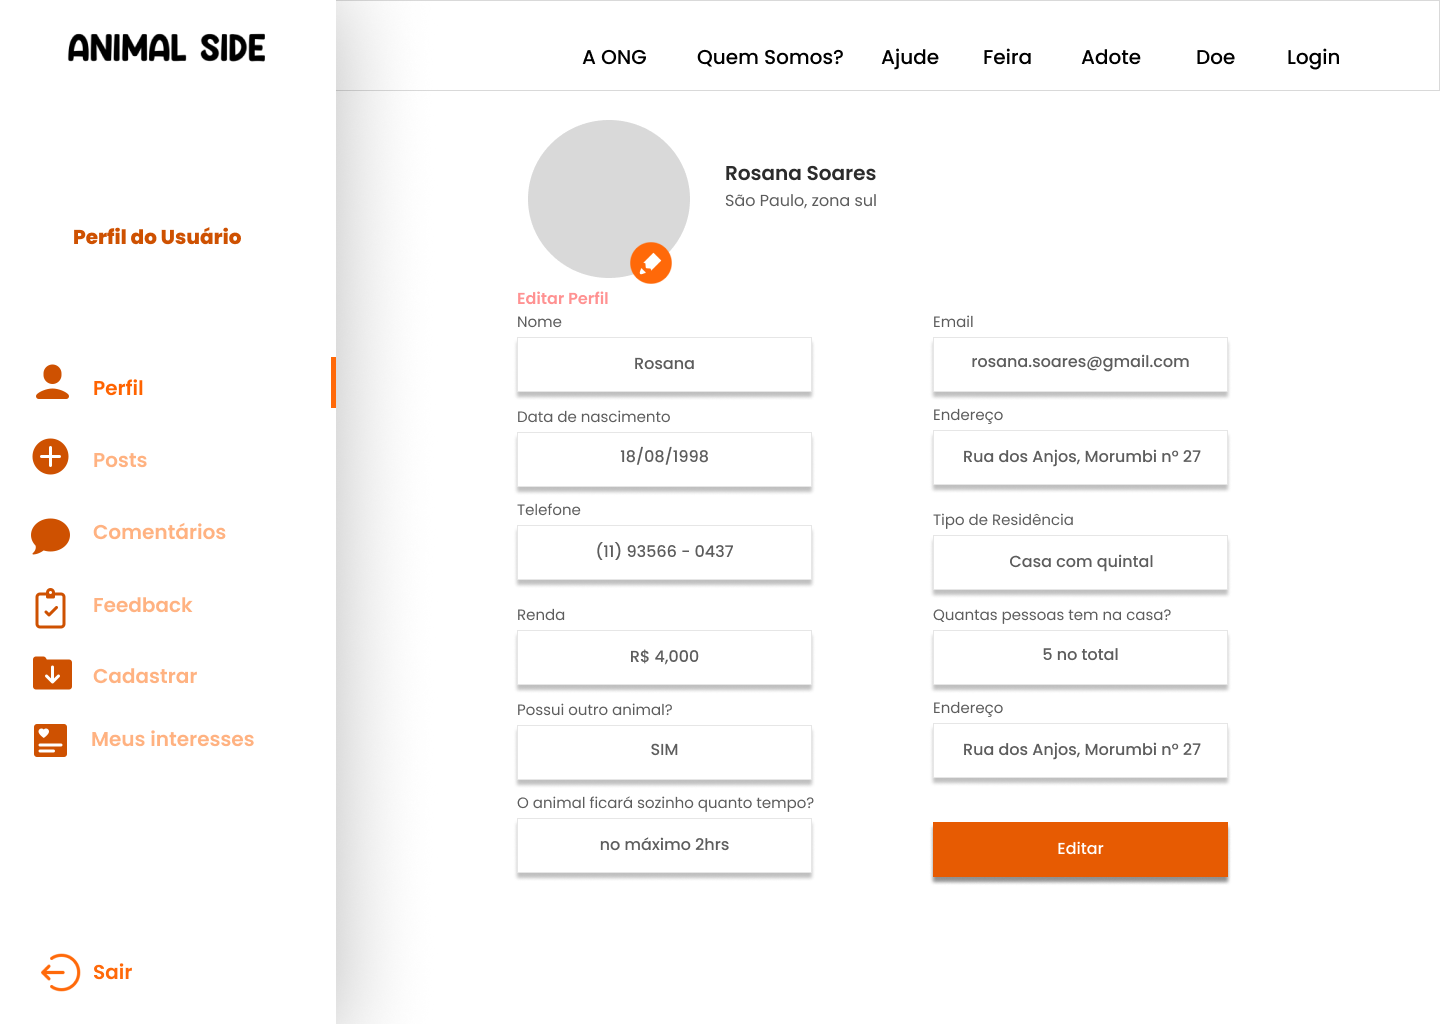 ANIMAL SIDE
A ONG Quem Somos? Ajude Feira Adote Doe Login
Perfil do Usuário
Perfil
Posts
Comentários
Feedback
Cadastrar
Meus interesses
Sair
Rosana Soares
São Paulo, zona sul
Editar Perfil
Nome
Rosana
Data de nascimento
18/08/1998
Telefone
(11) 93566 - 0437
Renda
R$ 4,000
Possui outro animal?
SIM
O animal ficará sozinho quanto tempo?
no máximo 2hrs
Email
rosana.soares@gmail.com
Endereço
Rua dos Anjos, Morumbi nº 27
Tipo de Residência
Casa com quintal
Quantas pessoas tem na casa?
5 no total
Endereço
Rua dos Anjos, Morumbi nº 27
Editar